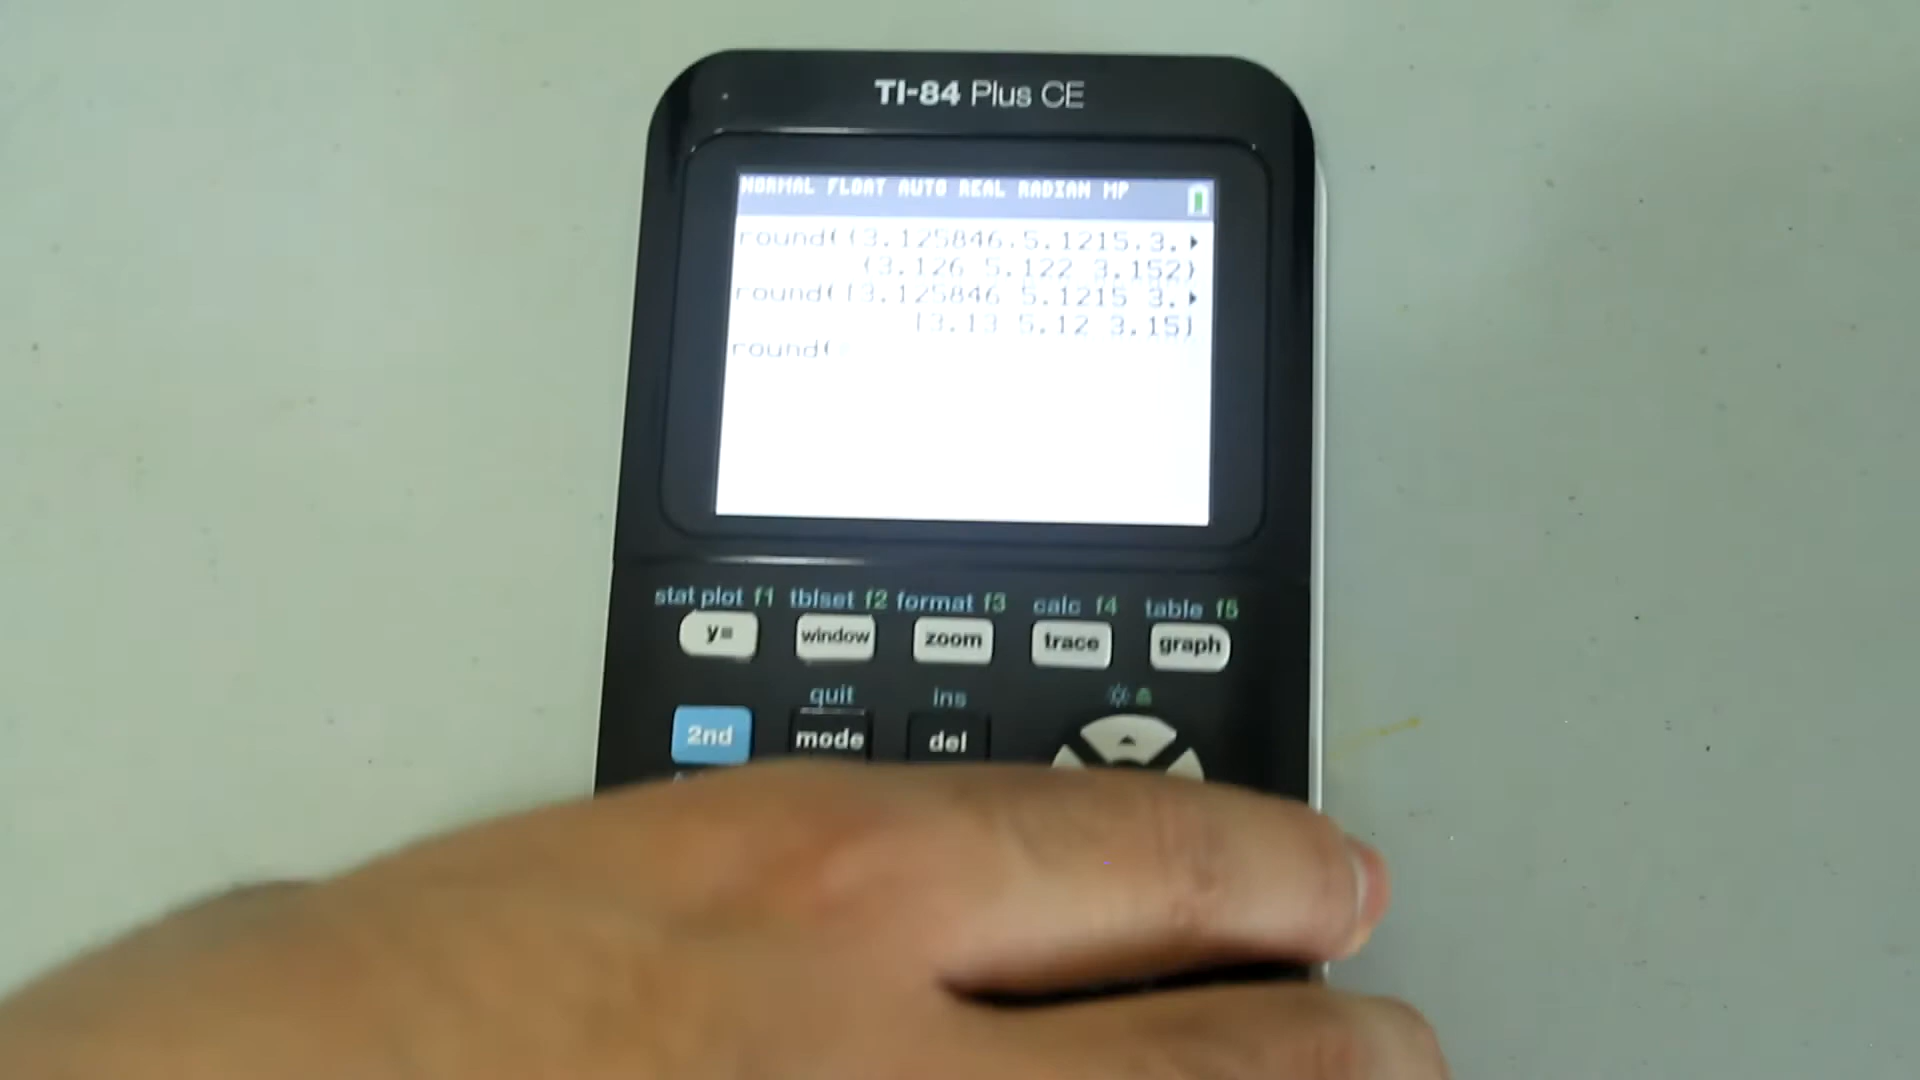 TI-84 Plus CE
NORMAL FLOAT AUTO REAL RADIAN MP
round({3.125846,5.1215,3.
{3.126 5.122 3.152}
round([3.125846 5.1215 3.
[3.13 5.12 3.15]
round(
stat plot f1 tblset f2 format f3 calc f4 table f5
y= window zoom trace graph
quit ins
2nd mode del